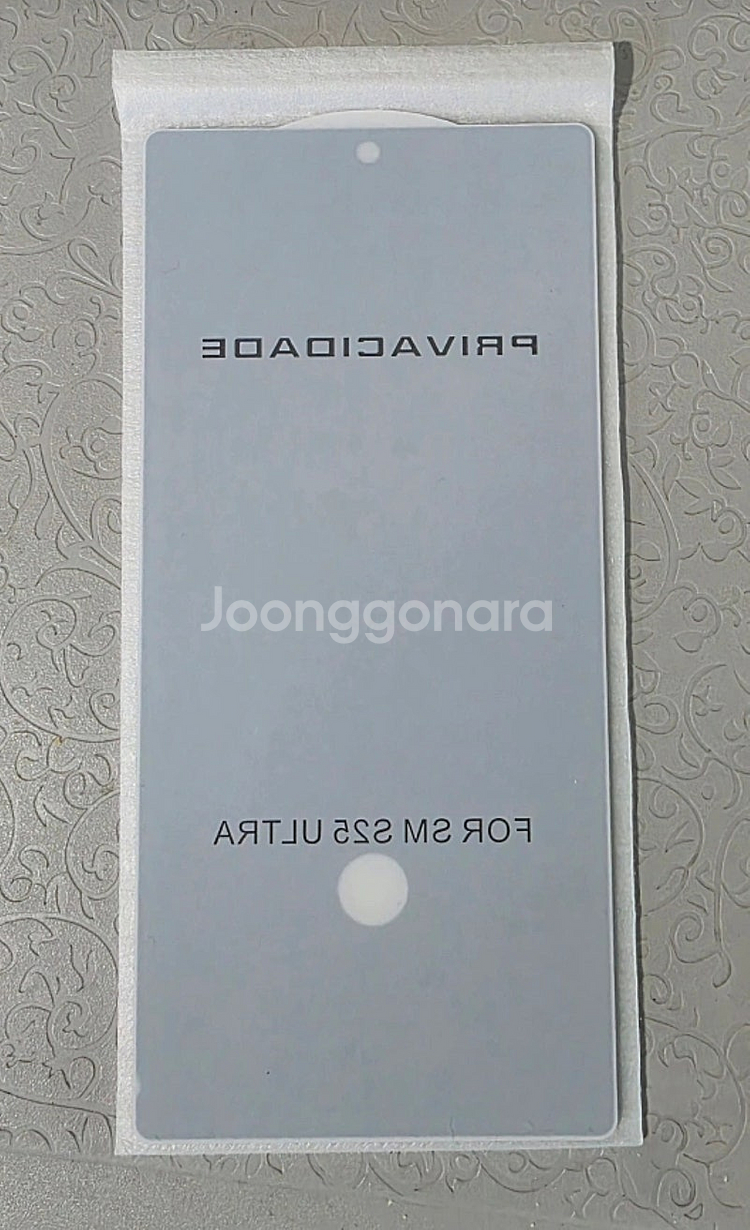 PRIVACIDADE
Joonggonara
FOR SM S25 ULTRA